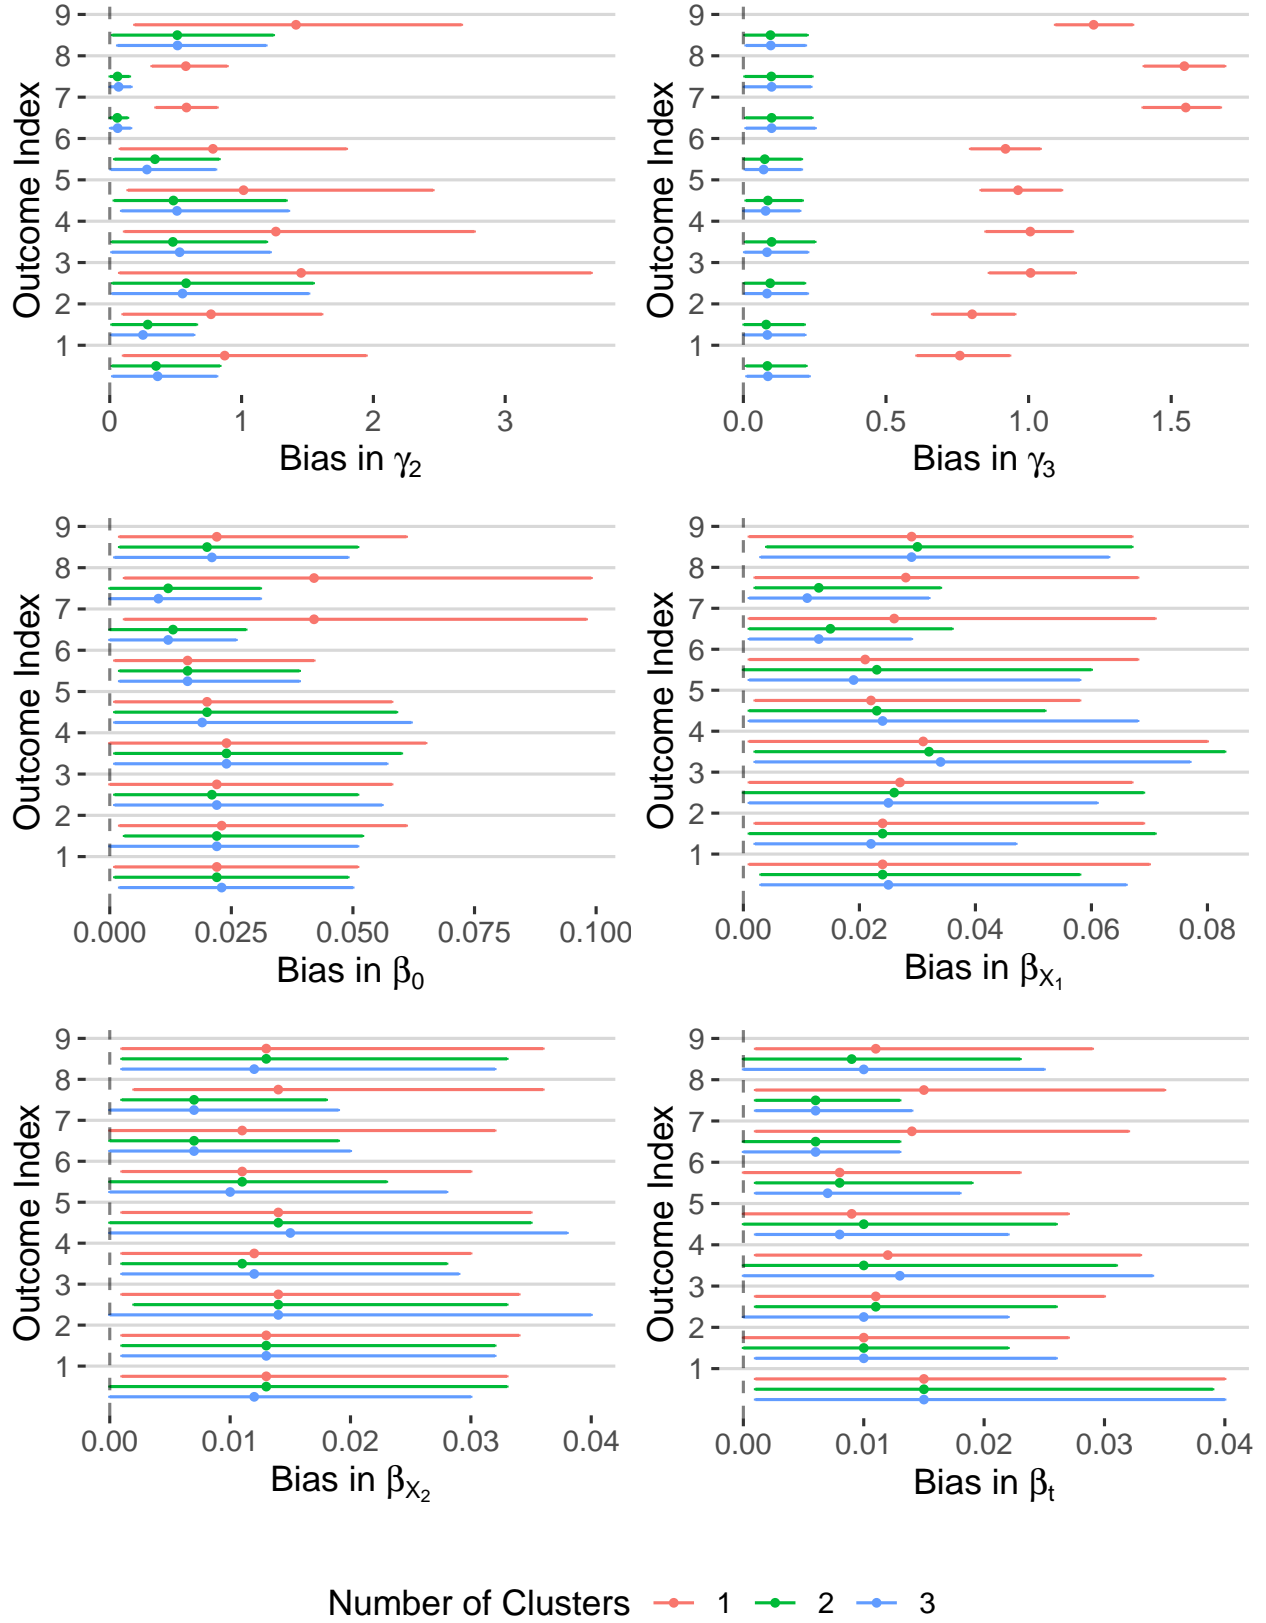 Outcome Index
9
8
7
6
5
4
3
2
1
0 1 2 3
Bias in γ2
Outcome Index
9
8
7
6
5
4
3
2
1
0.0 0.5 1.0 1.5
Bias in γ3
Outcome Index
9
8
7
6
5
4
3
2
1
0.000 0.025 0.050 0.075 0.100
Bias in β0
Outcome Index
9
8
7
6
5
4
3
2
1
0.00 0.02 0.04 0.06 0.08
Bias in βX1
Outcome Index
9
8
7
6
5
4
3
2
1
0.00 0.01 0.02 0.03 0.04
Bias in βX2
Outcome Index
9
8
7
6
5
4
3
2
1
0.00 0.01 0.02 0.03 0.04
Bias in βt
Number of Clusters 1 2 3